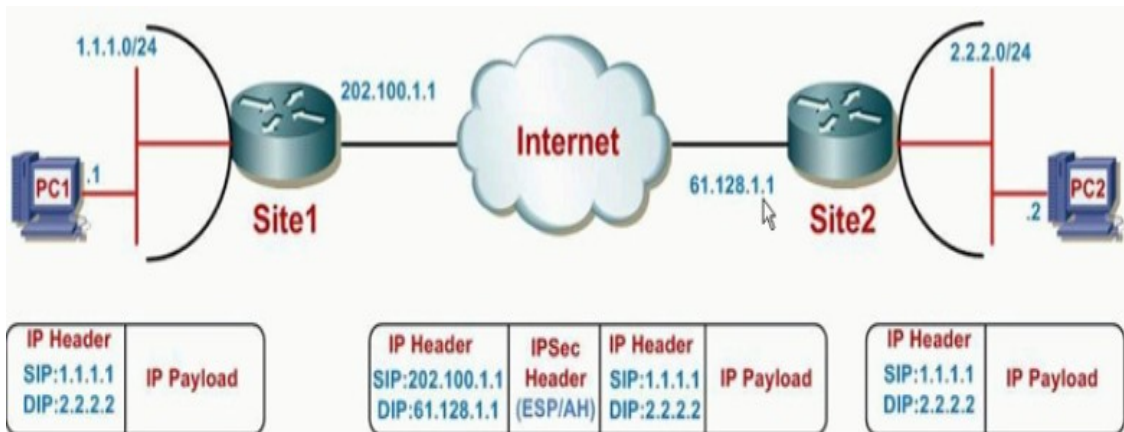 1.1.1.0/24
2.2.2.0/24
202.100.1.1
Internet
PC1
.1
61.128.1.1
PC2
.2
Site1
Site2
IP Header
SIP:1.1.1.1
DIP:2.2.2.2
IP Payload
IP Header
SIP:202.100.1.1
DIP:61.128.1.1
IPSec
Header
(ESP/AH)
IP Header
SIP:1.1.1.1
DIP:2.2.2.2
IP Payload
IP Header
SIP:1.1.1.1
DIP:2.2.2.2
IP Payload